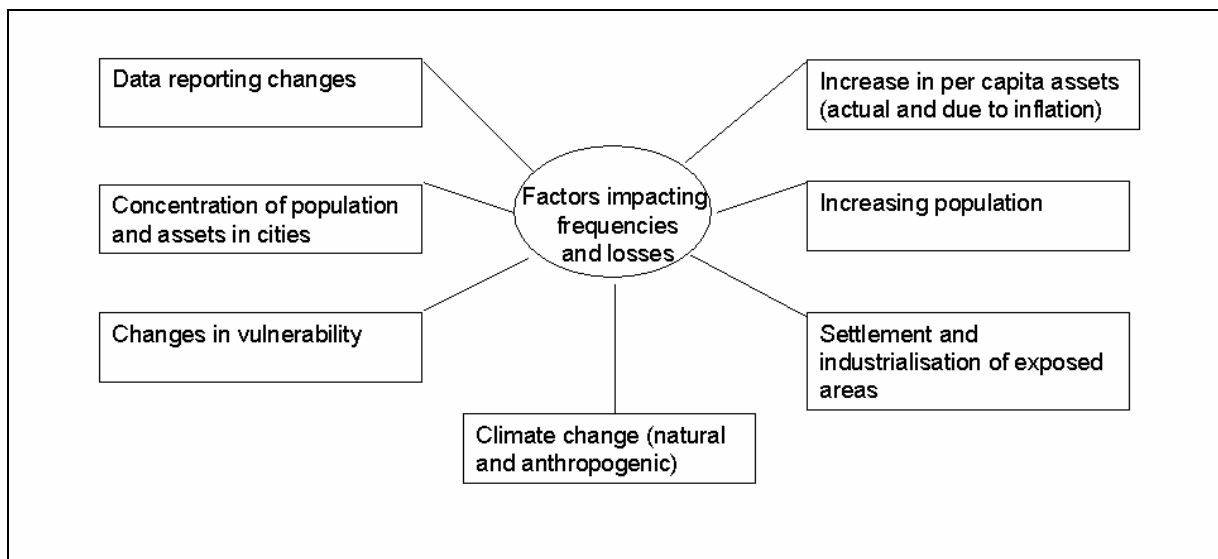 Data reporting changes
Concentration of population
and assets in cities
Changes in vulnerability
Factors impacting
frequencies
and losses
Climate change (natural
and anthropogenic)
Increase in per capita assets
(actual and due to inflation)
Increasing population
Settlement and
industrialisation of exposed
areas